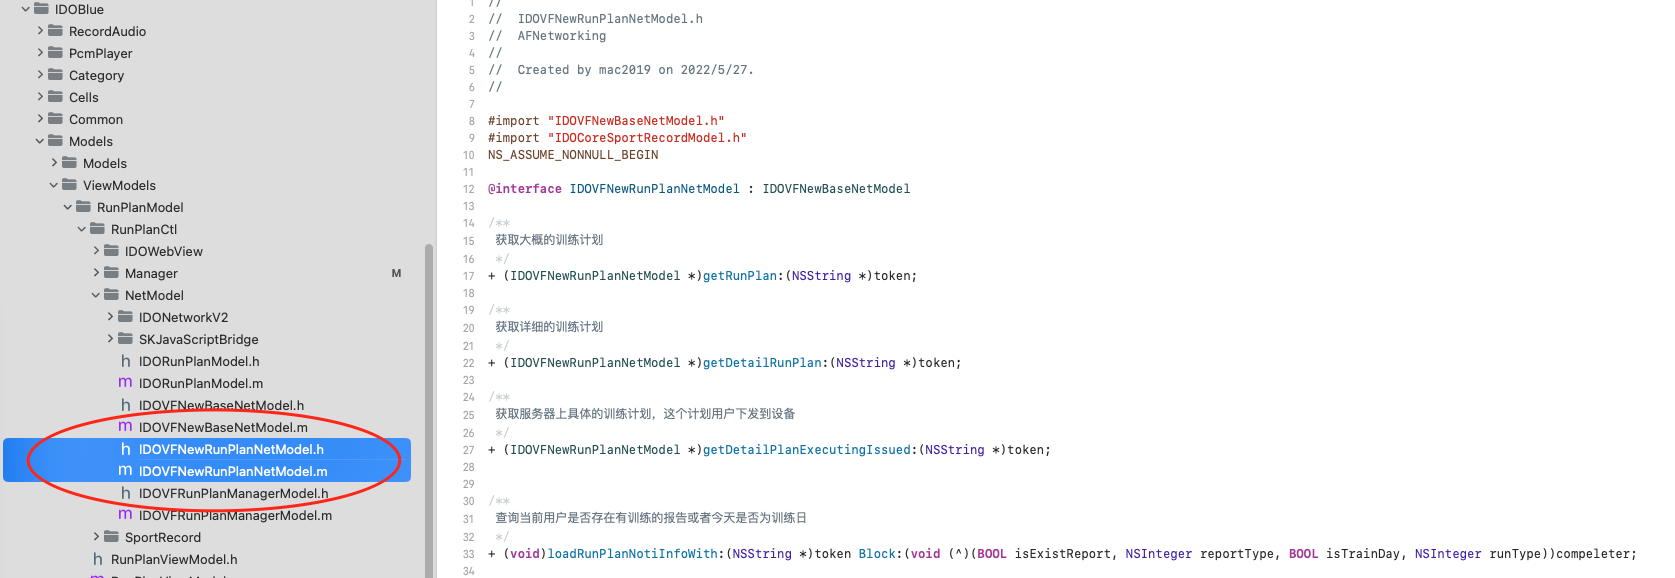 IDOBlue
RecordAudio
PcmPlayer
Category
Cells
Common
Models
Models
ViewModels
RunPlanModel
RunPlanCtl
IDOWebView
Manager M
NetModel
IDONetworkV2
SKJavaScriptBridge
h IDORunPlanModel.h
m IDORunPlanModel.m
h IDOVFNewBaseNetModel.h
m IDOVFNewBaseNetModel.m
h IDOVFNewRunPlanNetModel.h
m IDOVFNewRunPlanNetModel.m
h IDOVFRunPlanManagerModel.h
m IDOVFRunPlanManagerModel.m
SportRecord
h RunPlanViewModel.h
1 //
2 //  IDOVFNewRunPlanNetModel.h
3 //  AFNetworking
4 //
5 //  Created by mac2019 on 2022/5/27.
6 //
7
8 #import "IDOVFNewBaseNetModel.h"
9 #import "IDOCoreSportRecordModel.h"
10 NS_ASSUME_NONNULL_BEGIN
11
12 @interface IDOVFNewRunPlanNetModel : IDOVFNewBaseNetModel
13
14 /**
15 获取大概的训练计划
16 */
17 + (IDOVFNewRunPlanNetModel *)getRunPlan:(NSString *)token;
18
19 /**
20 获取详细的训练计划
21 */
22 + (IDOVFNewRunPlanNetModel *)getDetailRunPlan:(NSString *)token;
23
24 /**
25 获取服务器上具体的训练计划，这个计划用户下发到设备
26 */
27 + (IDOVFNewRunPlanNetModel *)getDetailPlanExecutingIssued:(NSString *)token;
28
29
30 /**
31 查询当前用户是否存在有训练的报告或者今天是否为训练日
32 */
33 + (void)loadRunPlanNotiInfoWith:(NSString *)token Block:(void (^)(BOOL isExistReport, NSInteger reportType, BOOL isTrainDay, NSInteger runType))compeleter;
34